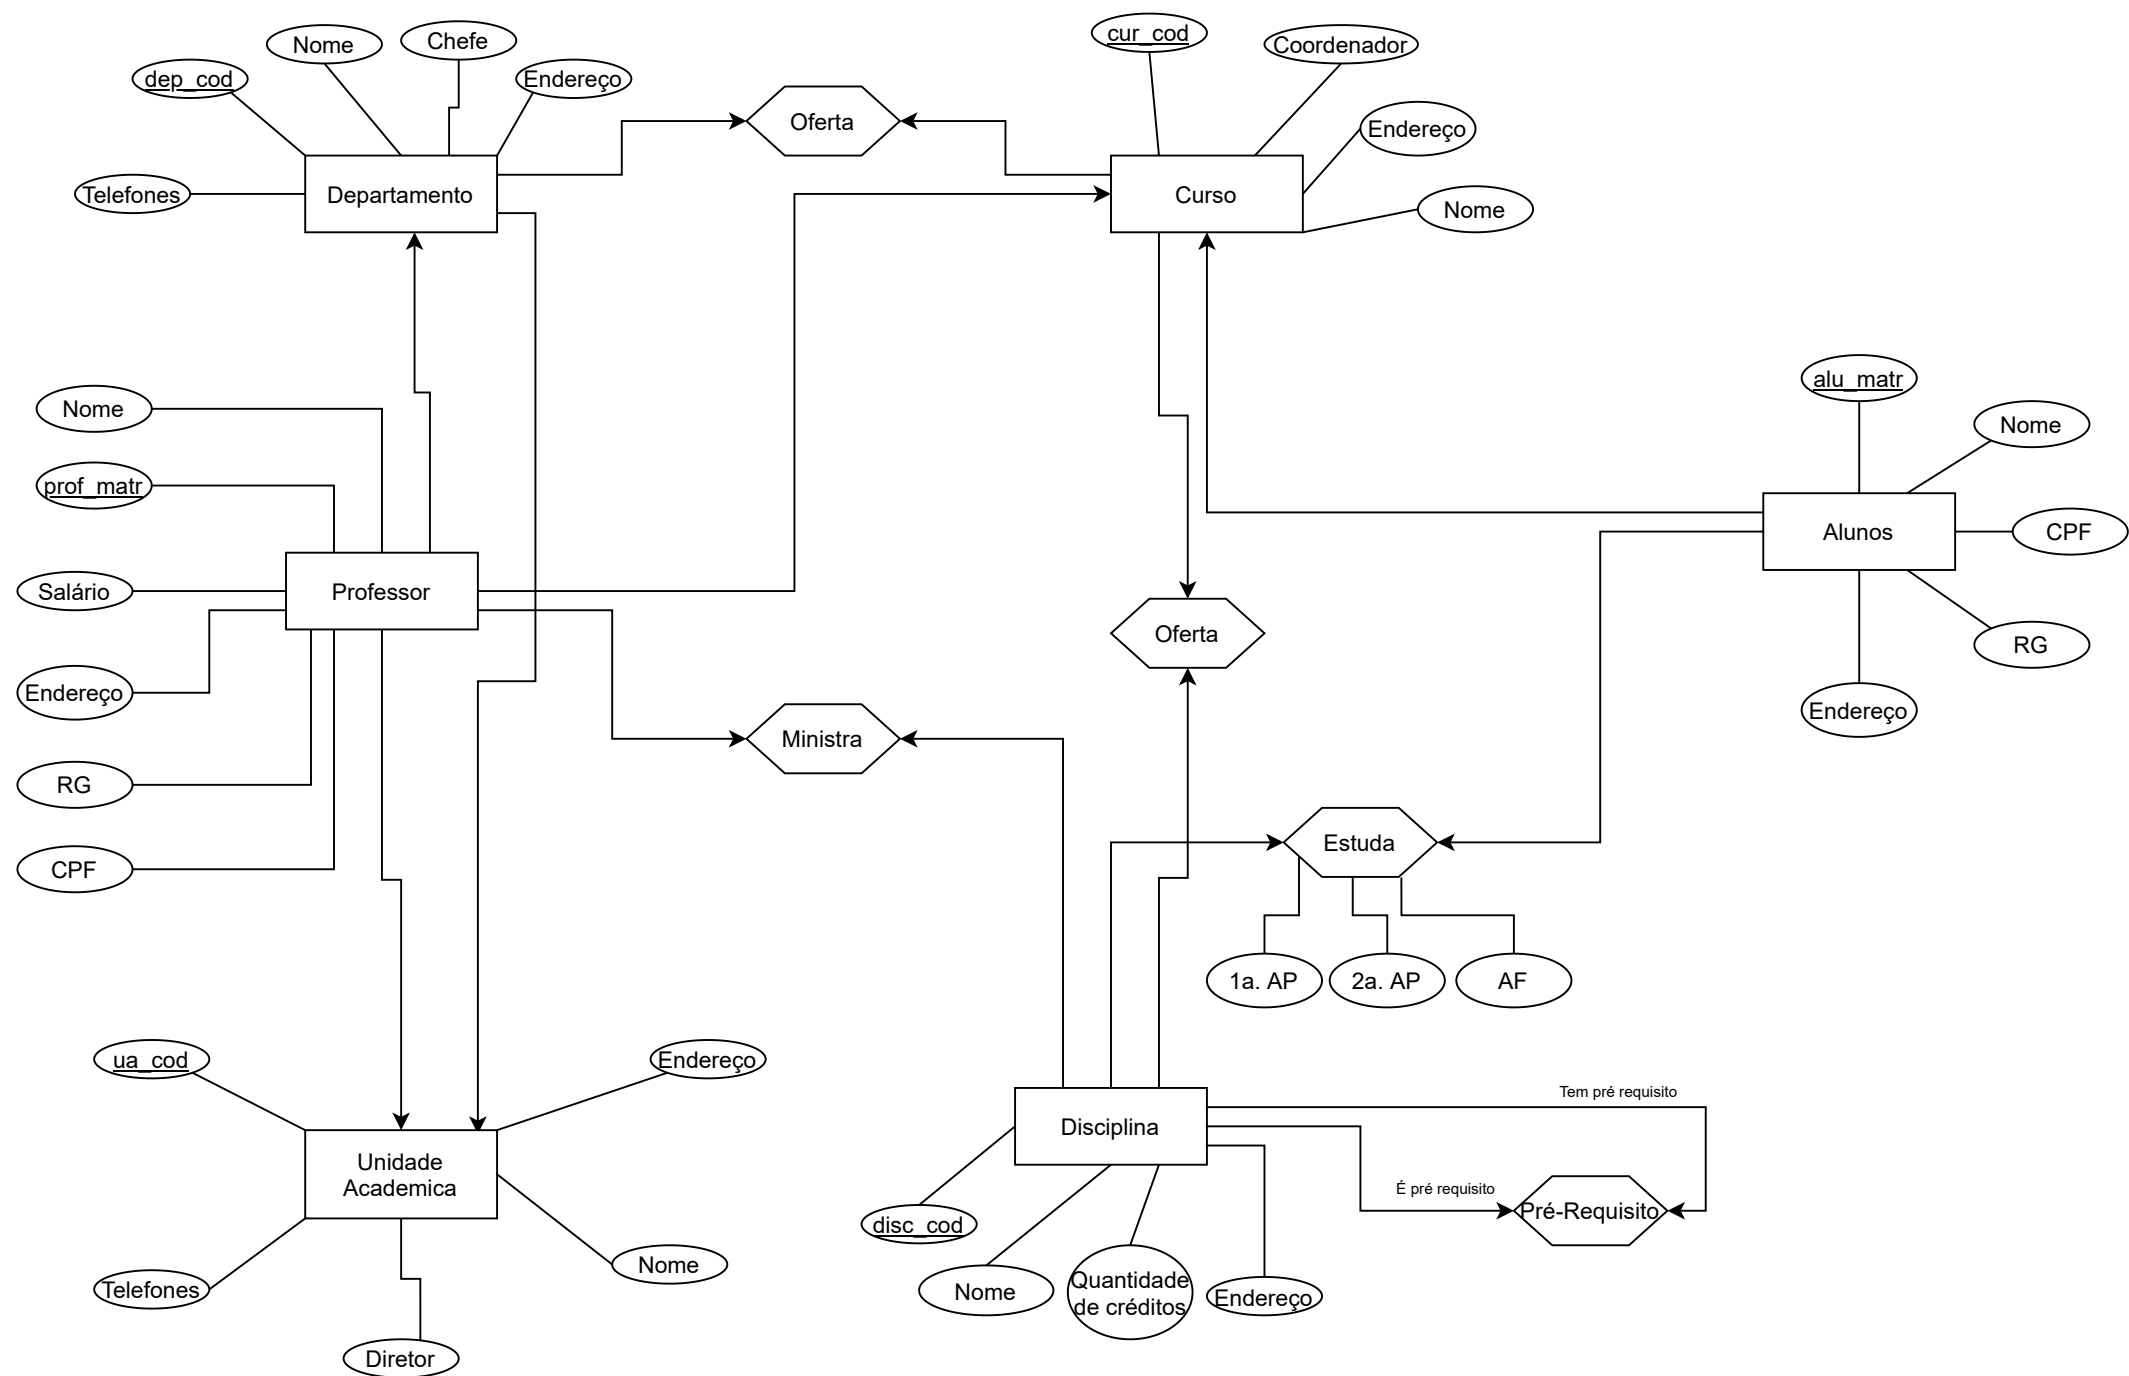 cur_cod
Chefe
Nome
Coordenador
dep_cod
Endereço
Oferta
Endereço
Telefones
Departamento
Curso
Nome
alu_matr
Nome
Nome
prof_matr
Alunos
CPF
Salário
Professor
Oferta
RG
Endereço
Endereço
Ministra
RG
Estuda
CPF
1a. AP
2a. AP
AF
ua_cod
Endereço
Tem pré requisito
Disciplina
Unidade
Academica
É pré requisito
Pré-Requisito
disc_cod
Nome
Telefones
Nome
Quantidade
de créditos
Endereço
Diretor